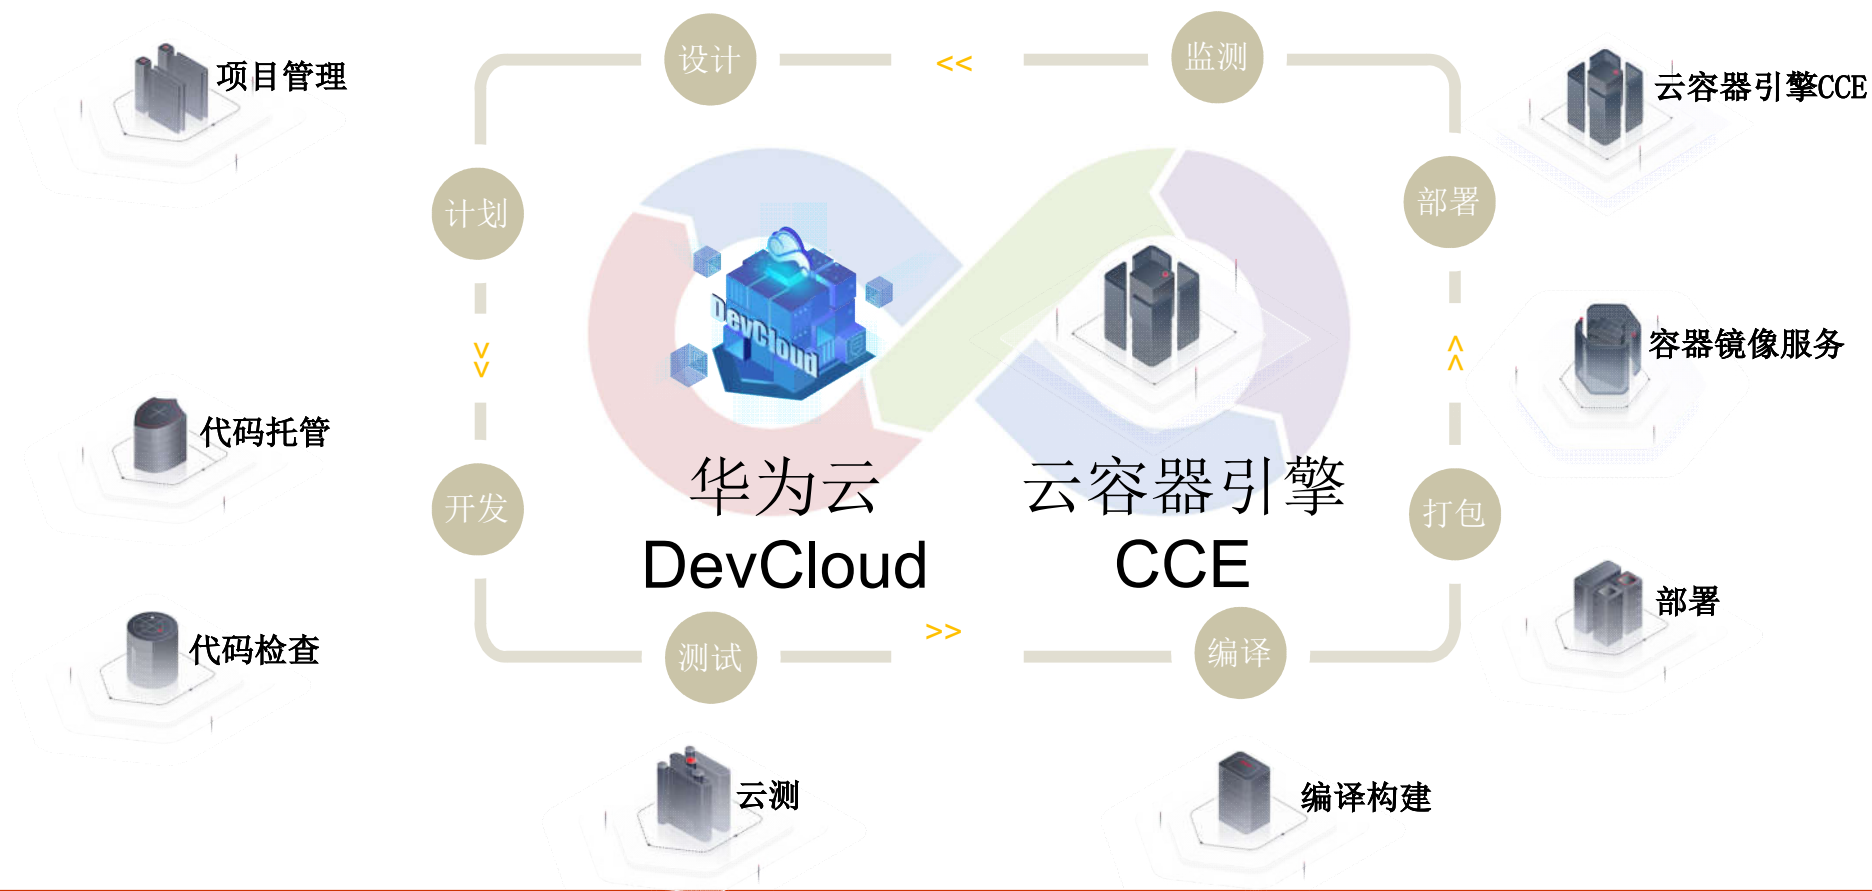 设计
<<
监测
项目管理
云容器引擎CCE
计划
部署
DevCloud
>>
>>
容器镜像服务
代码托管
华为云
DevCloud
云容器引擎
CCE
开发
打包
部署
代码检查
测试
>>
编译
云测
编译构建